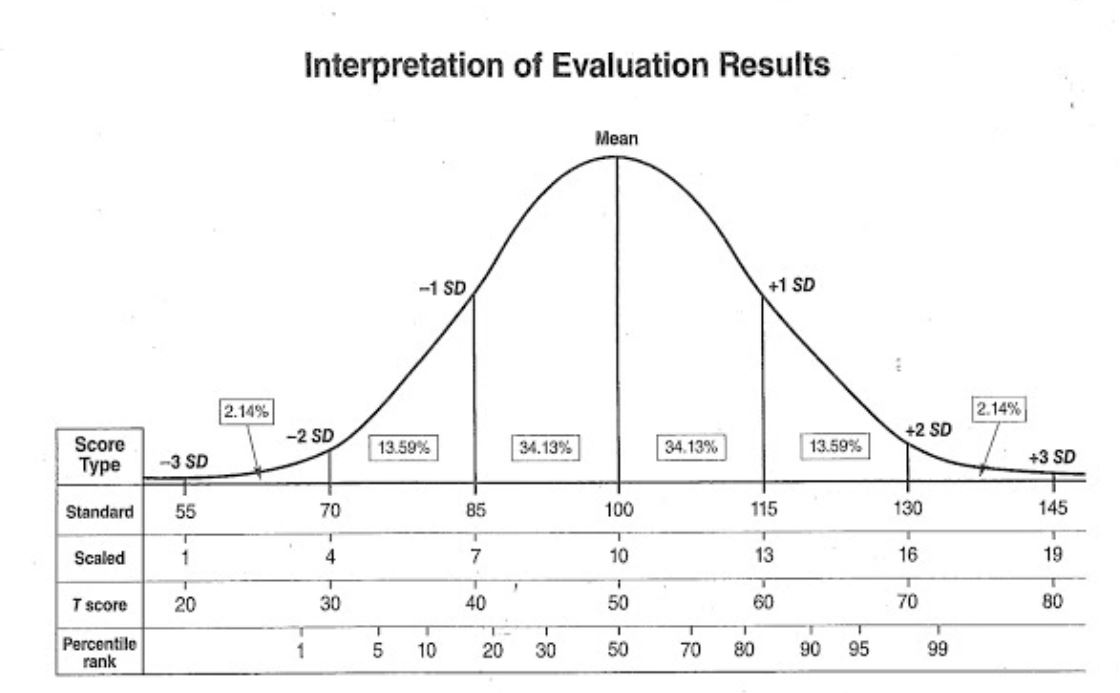 Interpretation of Evaluation Results
Mean
–1 SD
+1 SD
2.14%
2.14%
–2 SD
+2 SD
13.59%
34.13%
34.13%
13.59%
–3 SD
+3 SD
Score
Type
Standard 55 70 85 100 115 130 145
Scaled 1 4 7 10 13 16 19
T score 20 30 40 50 60 70 80
Percentile
rank
1 5 10 20 30 50 70 80 90 95 99